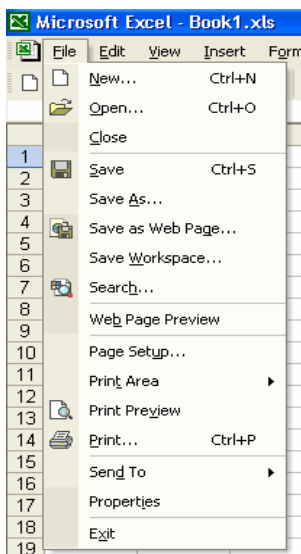 Microsoft Excel - Book1.xls
File Edit View Insert Form
New... Ctrl+N
Open... Ctrl+O
Close
1
Save Ctrl+S
2
Save As...
3
Save as Web Page...
4
5
Save Workspace...
6
Search...
7
8
Web Page Preview
9
Page Setup...
10
Print Area
11
12
Print Preview
13
Print... Ctrl+P
14
15
Send To
16
Properties
17
18
Exit
19